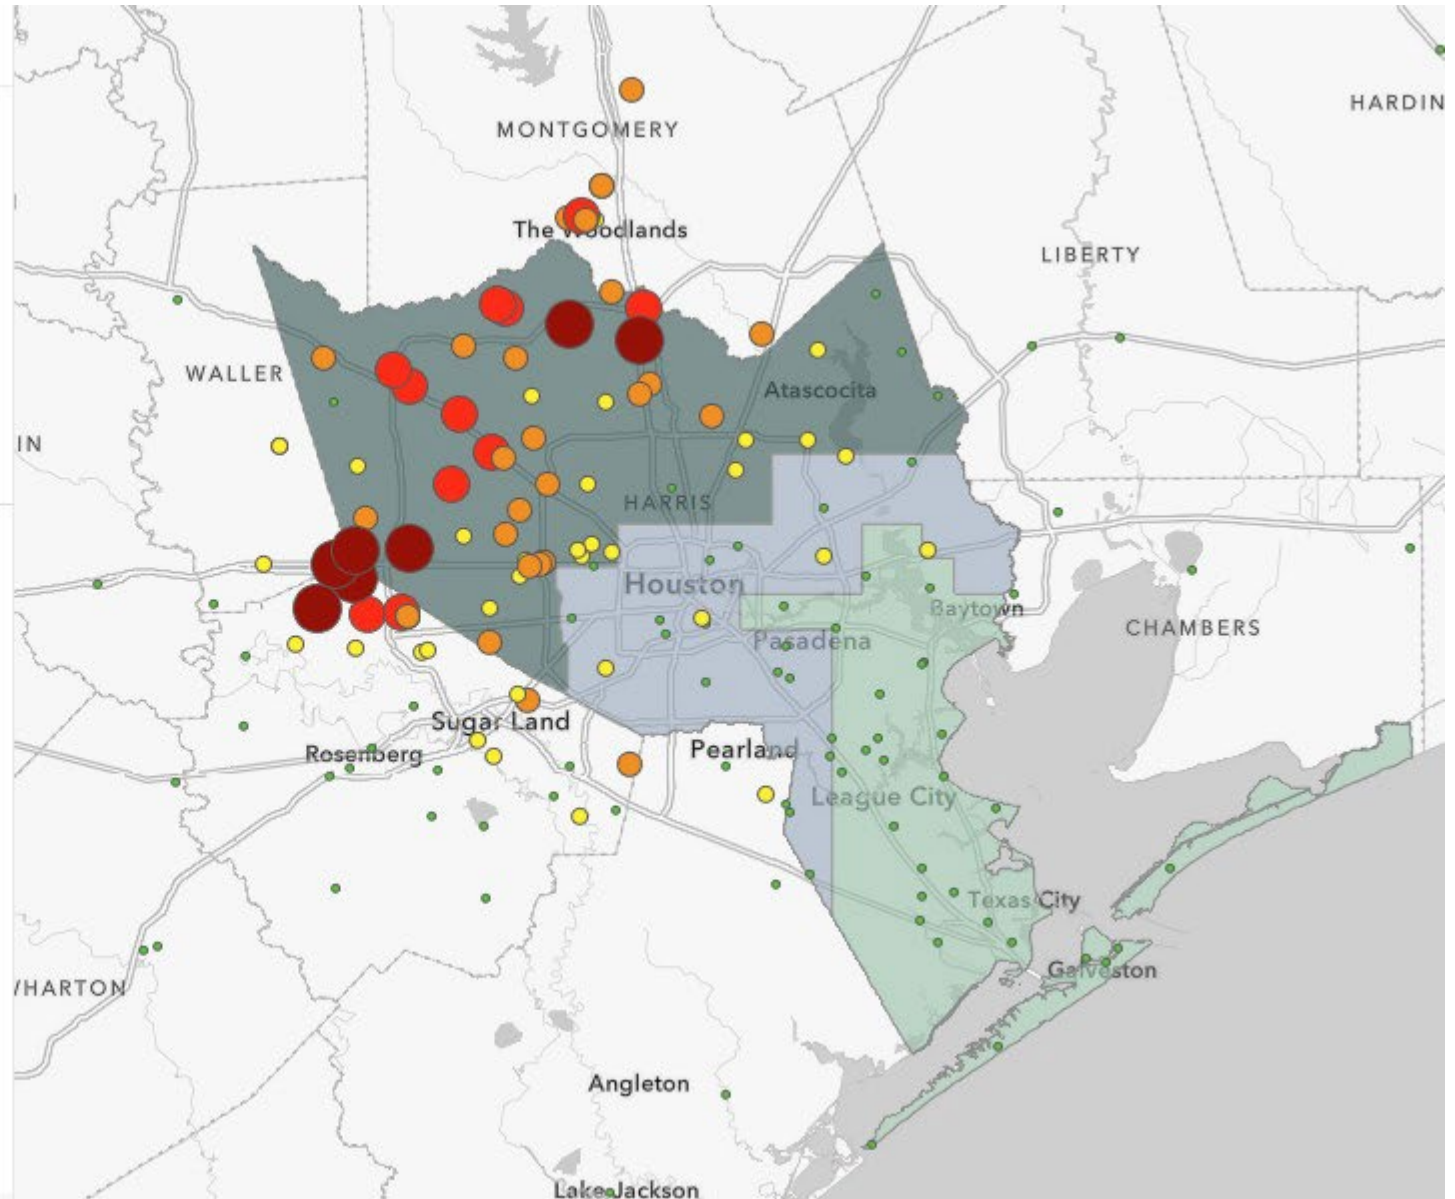 HARDIN
MONTGOMERY
The Woodlands
LIBERTY
WALLER
Atascocita
IN
HARRIS
Houston
Baytown
CHAMBERS
Pasadena
Sugar Land
Rosenberg
Pearland
League City
Texas City
Galveston
WHARTON
Angleton
Lake Jackson